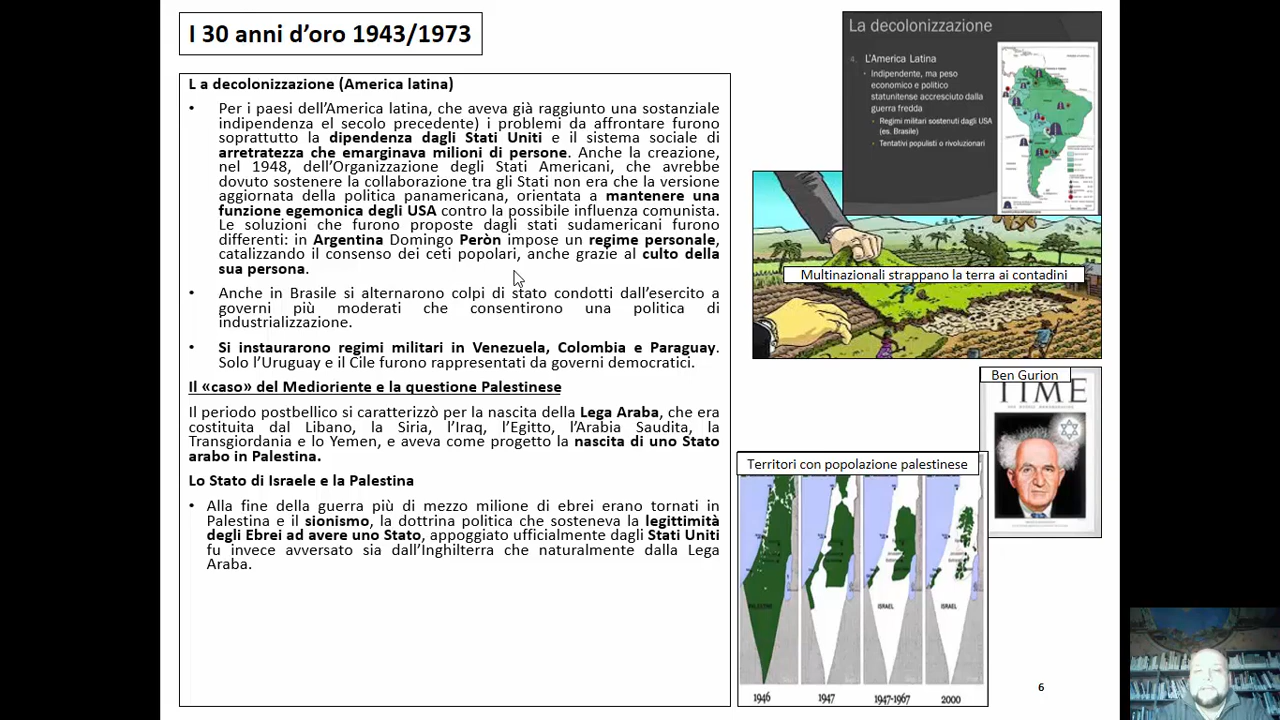 I 30 anni d'oro 1943/1973
L a decolonizzazione (America latina)
• Per i paesi dell'America latina, che aveva già raggiunto una sostanziale
indipendenza el secolo precedente) i problemi da affrontare furono
soprattutto la dipendenza dagli Stati Uniti e il sistema sociale di
arretratezza che emarginava milioni di persone. Anche la creazione,
nel 1948, dell'Organizzazione negli Stati Americani, che avrebbe
dovuto sostenere la collaborazione tra gli Stati non era che la versione
aggiornata della politica panamericana, orientata a mantenere una
funzione egemonica degli USA contro la possibile influenza comunista.
Le soluzioni che furono proposte dagli stati sudamericani furono
differenti: in Argentina Domingo Peròn impose un regime personale,
catalizzando il consenso dei ceti popolari, anche grazie al culto della
sua persona.
• Anche in Brasile si alternarono colpi di stato condotti dall'esercito a
governi più moderati che consentirono una politica di
industrializzazione.
• Si instaurarono regimi militari in Venezuela, Colombia e Paraguay.
Solo l'Uruguay e il Cile furono rappresentati da governi democratici.
Il «caso» del Medioriente e la questione Palestinese
Il periodo postbellico si caratterizzò per la nascita della Lega Araba, che era
costituita dal Libano, la Siria, l'Iraq, l'Egitto, l'Arabia Saudita, la
Transgiordania e lo Yemen, e aveva come progetto la nascita di uno Stato
arabo in Palestina.
Lo Stato di Israele e la Palestina
• Alla fine della guerra più di mezzo milione di ebrei erano tornati in
Palestina e il sionismo, la dottrina politica che sosteneva la legittimità
degli Ebrei ad avere uno Stato, appoggiato ufficialmente dagli Stati Uniti
fu invece avversato sia dall'Inghilterra che naturalmente dalla Lega
Araba.
La decolonizzazione
4. L'America Latina
Indipendente, ma peso
economico e politico
statunitense accresciuto dalla
guerra fredda
Regimi militari sostenuti dagli USA
(es. Brasile)
Tentativi populisti o rivoluzionari
Multinazionali strappano la terra ai contadini
Ben Gurion
TIME
Territori con popolazione palestinese
PALESTINE
ISRAEL
ISRAEL
1946
1947
1947-1967
2000
6